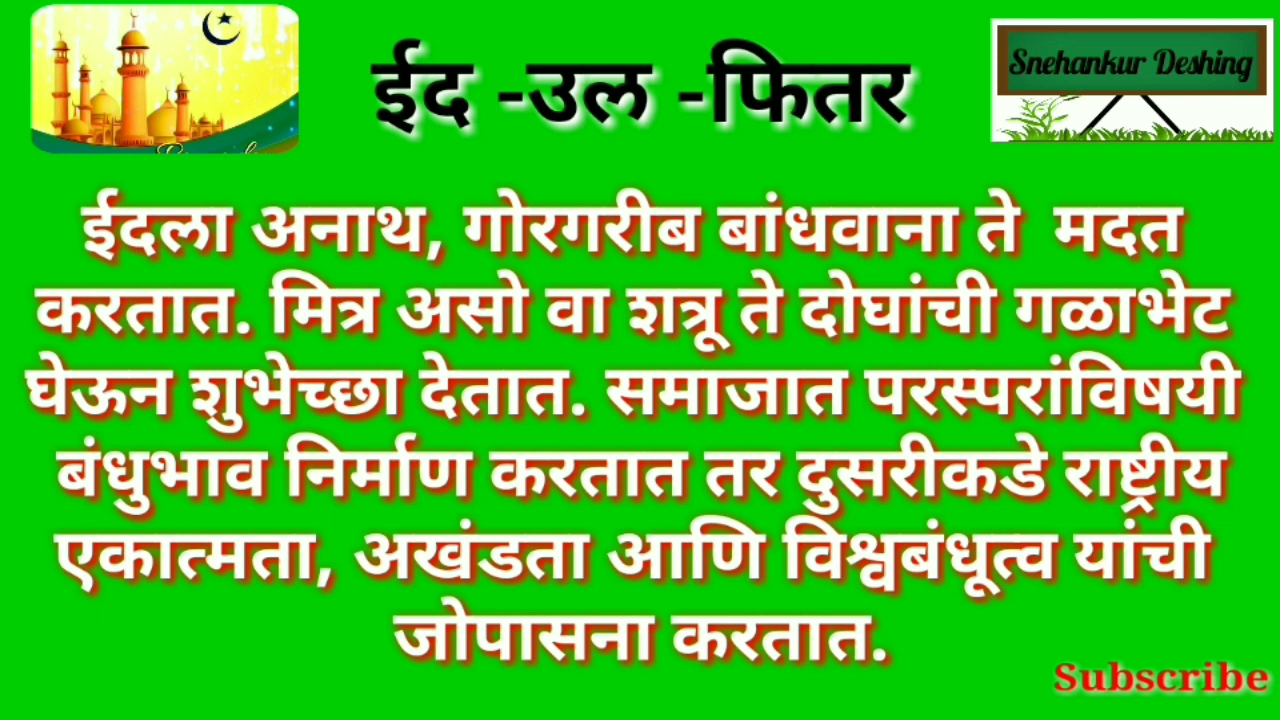 ईद -उल -फितर
Snehankur Deshing
ईदला अनाथ, गोरगरीब बांधवाना ते मदत
करतात. मित्र असो वा शत्रू ते दोघांची गळाभेट
घेऊन शुभेच्छा देतात. समाजात परस्परांविषयी
बंधुभाव निर्माण करतात तर दुसरीकडे राष्ट्रीय
एकात्मता, अखंडता आणि विश्वबंधूत्व यांची
जोपासना करतात.
Subscribe